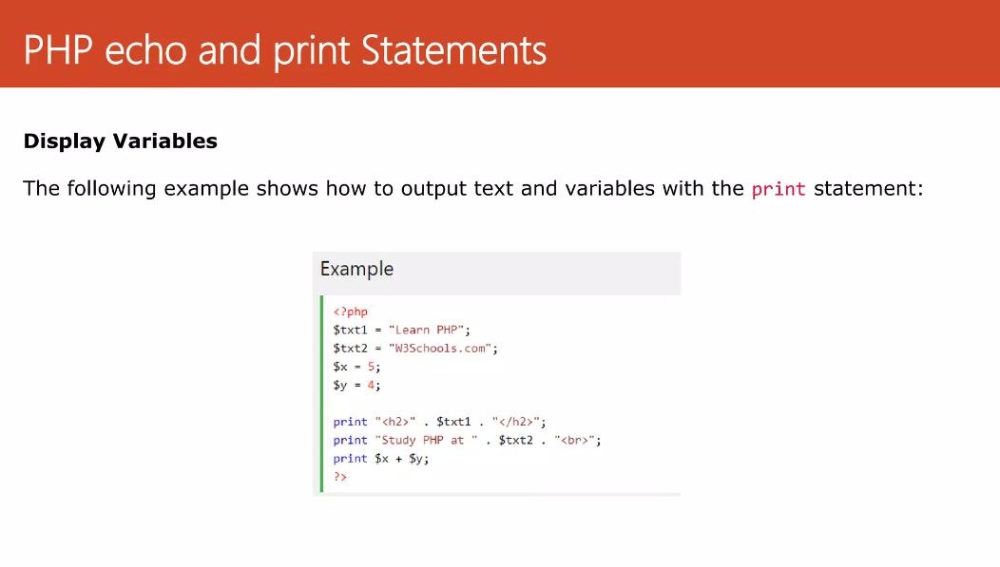 PHP echo and print Statements
Display Variables
The following example shows how to output text and variables with the print statement:
Example
<?php
$txt1 = "Learn PHP";
$txt2 = "W3Schools.com";
$x = 5;
$y = 4;
print "<h2>" . $txt1 . "</h2>";
print "Study PHP at " . $txt2 . "<br>";
print $x + $y;
?>